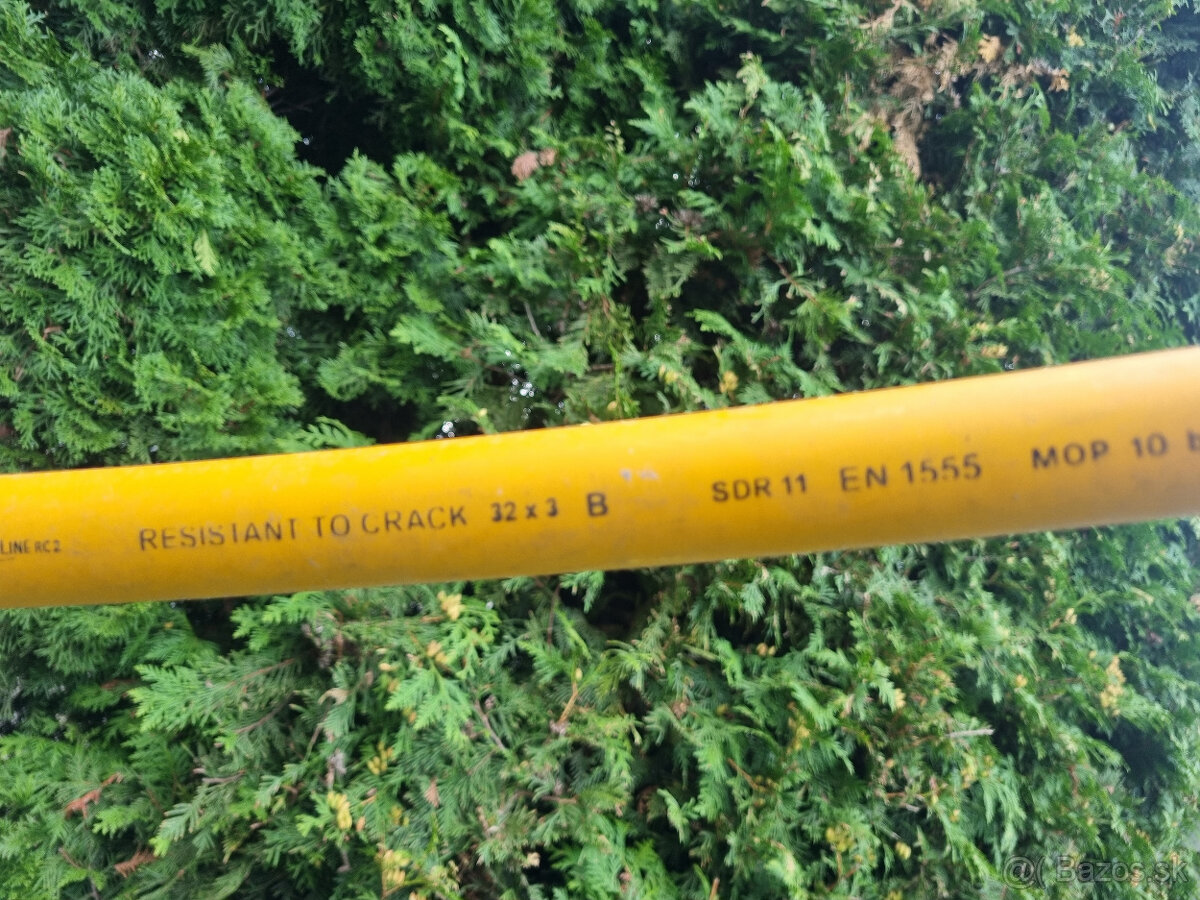 LINE RC2 RESISTANT TO CRACK 32 x 3 B SDR 11 EN 1555 MOP 10
@( Bazos.sk